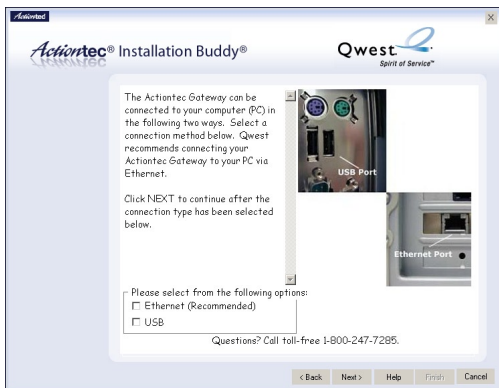 Actiontec
Actiontec® Installation Buddy®
Qwest
Spirit of Service™
The Actiontec Gateway can be
connected to your computer (PC) in
the following two ways. Select a
connection method below. Qwest
recommends connecting your
Actiontec Gateway to your PC via
Ethernet.
Click NEXT to continue after the
connection type has been selected
below.
USB Port
Ethernet Port
Please select from the following options:
Ethernet (Recommended)
USB
Questions? Call toll-free 1-800-247-7285.
< Back Next > Help Finish Cancel